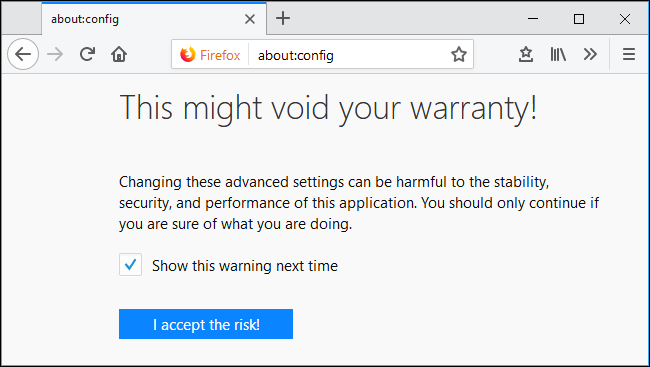 about:config
Firefox about:config
This might void your warranty!
Changing these advanced settings can be harmful to the stability,
security, and performance of this application. You should only continue if
you are sure of what you are doing.
Show this warning next time
I accept the risk!